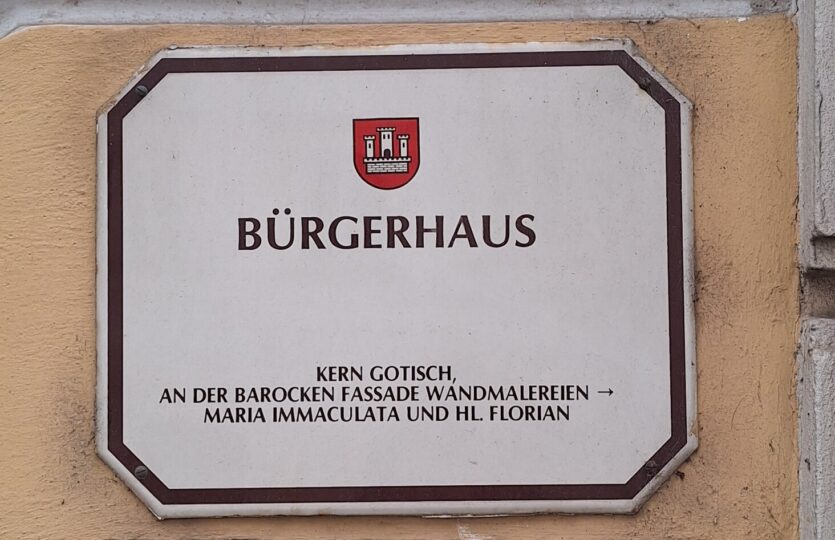 BÜRGERHAUS
KERN GOTISCH,
AN DER BAROCKEN FASSADE WANDMALEREIEN →
MARIA IMMACULATA UND HL. FLORIAN